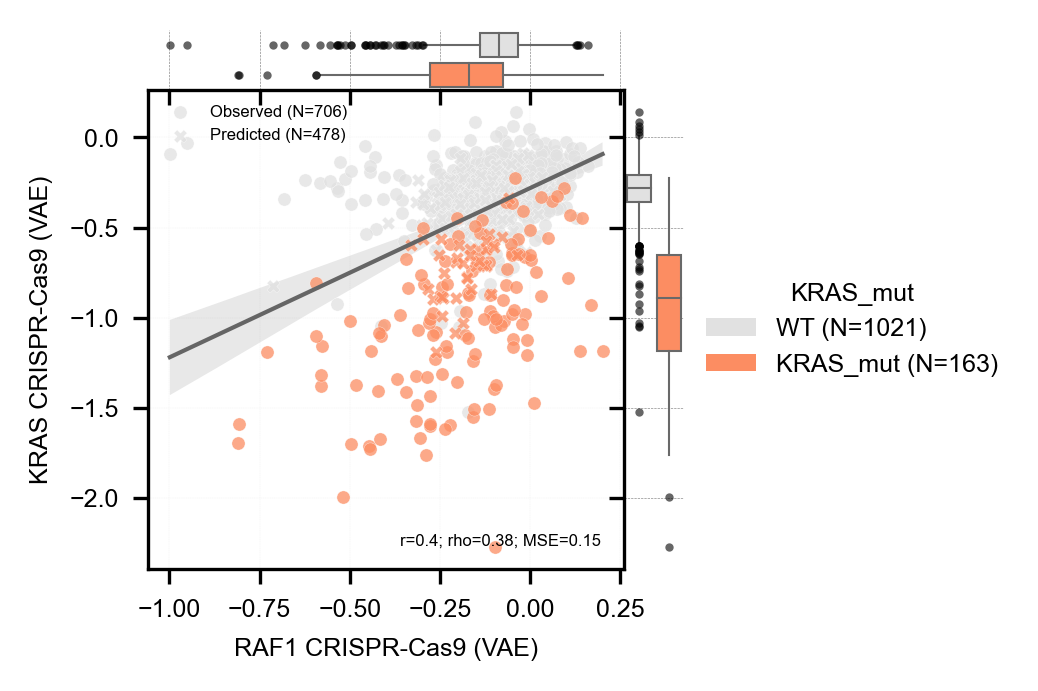 Observed (N=706)
Predicted (N=478)
0.0
−0.5
−1.0
−1.5
−2.0
KRAS CRISPR-Cas9 (VAE)
r=0.4; rho=0.38; MSE=0.15
−1.00 −0.75 −0.50 −0.25 0.00 0.25
RAF1 CRISPR-Cas9 (VAE)
KRAS_mut
WT (N=1021)
KRAS_mut (N=163)